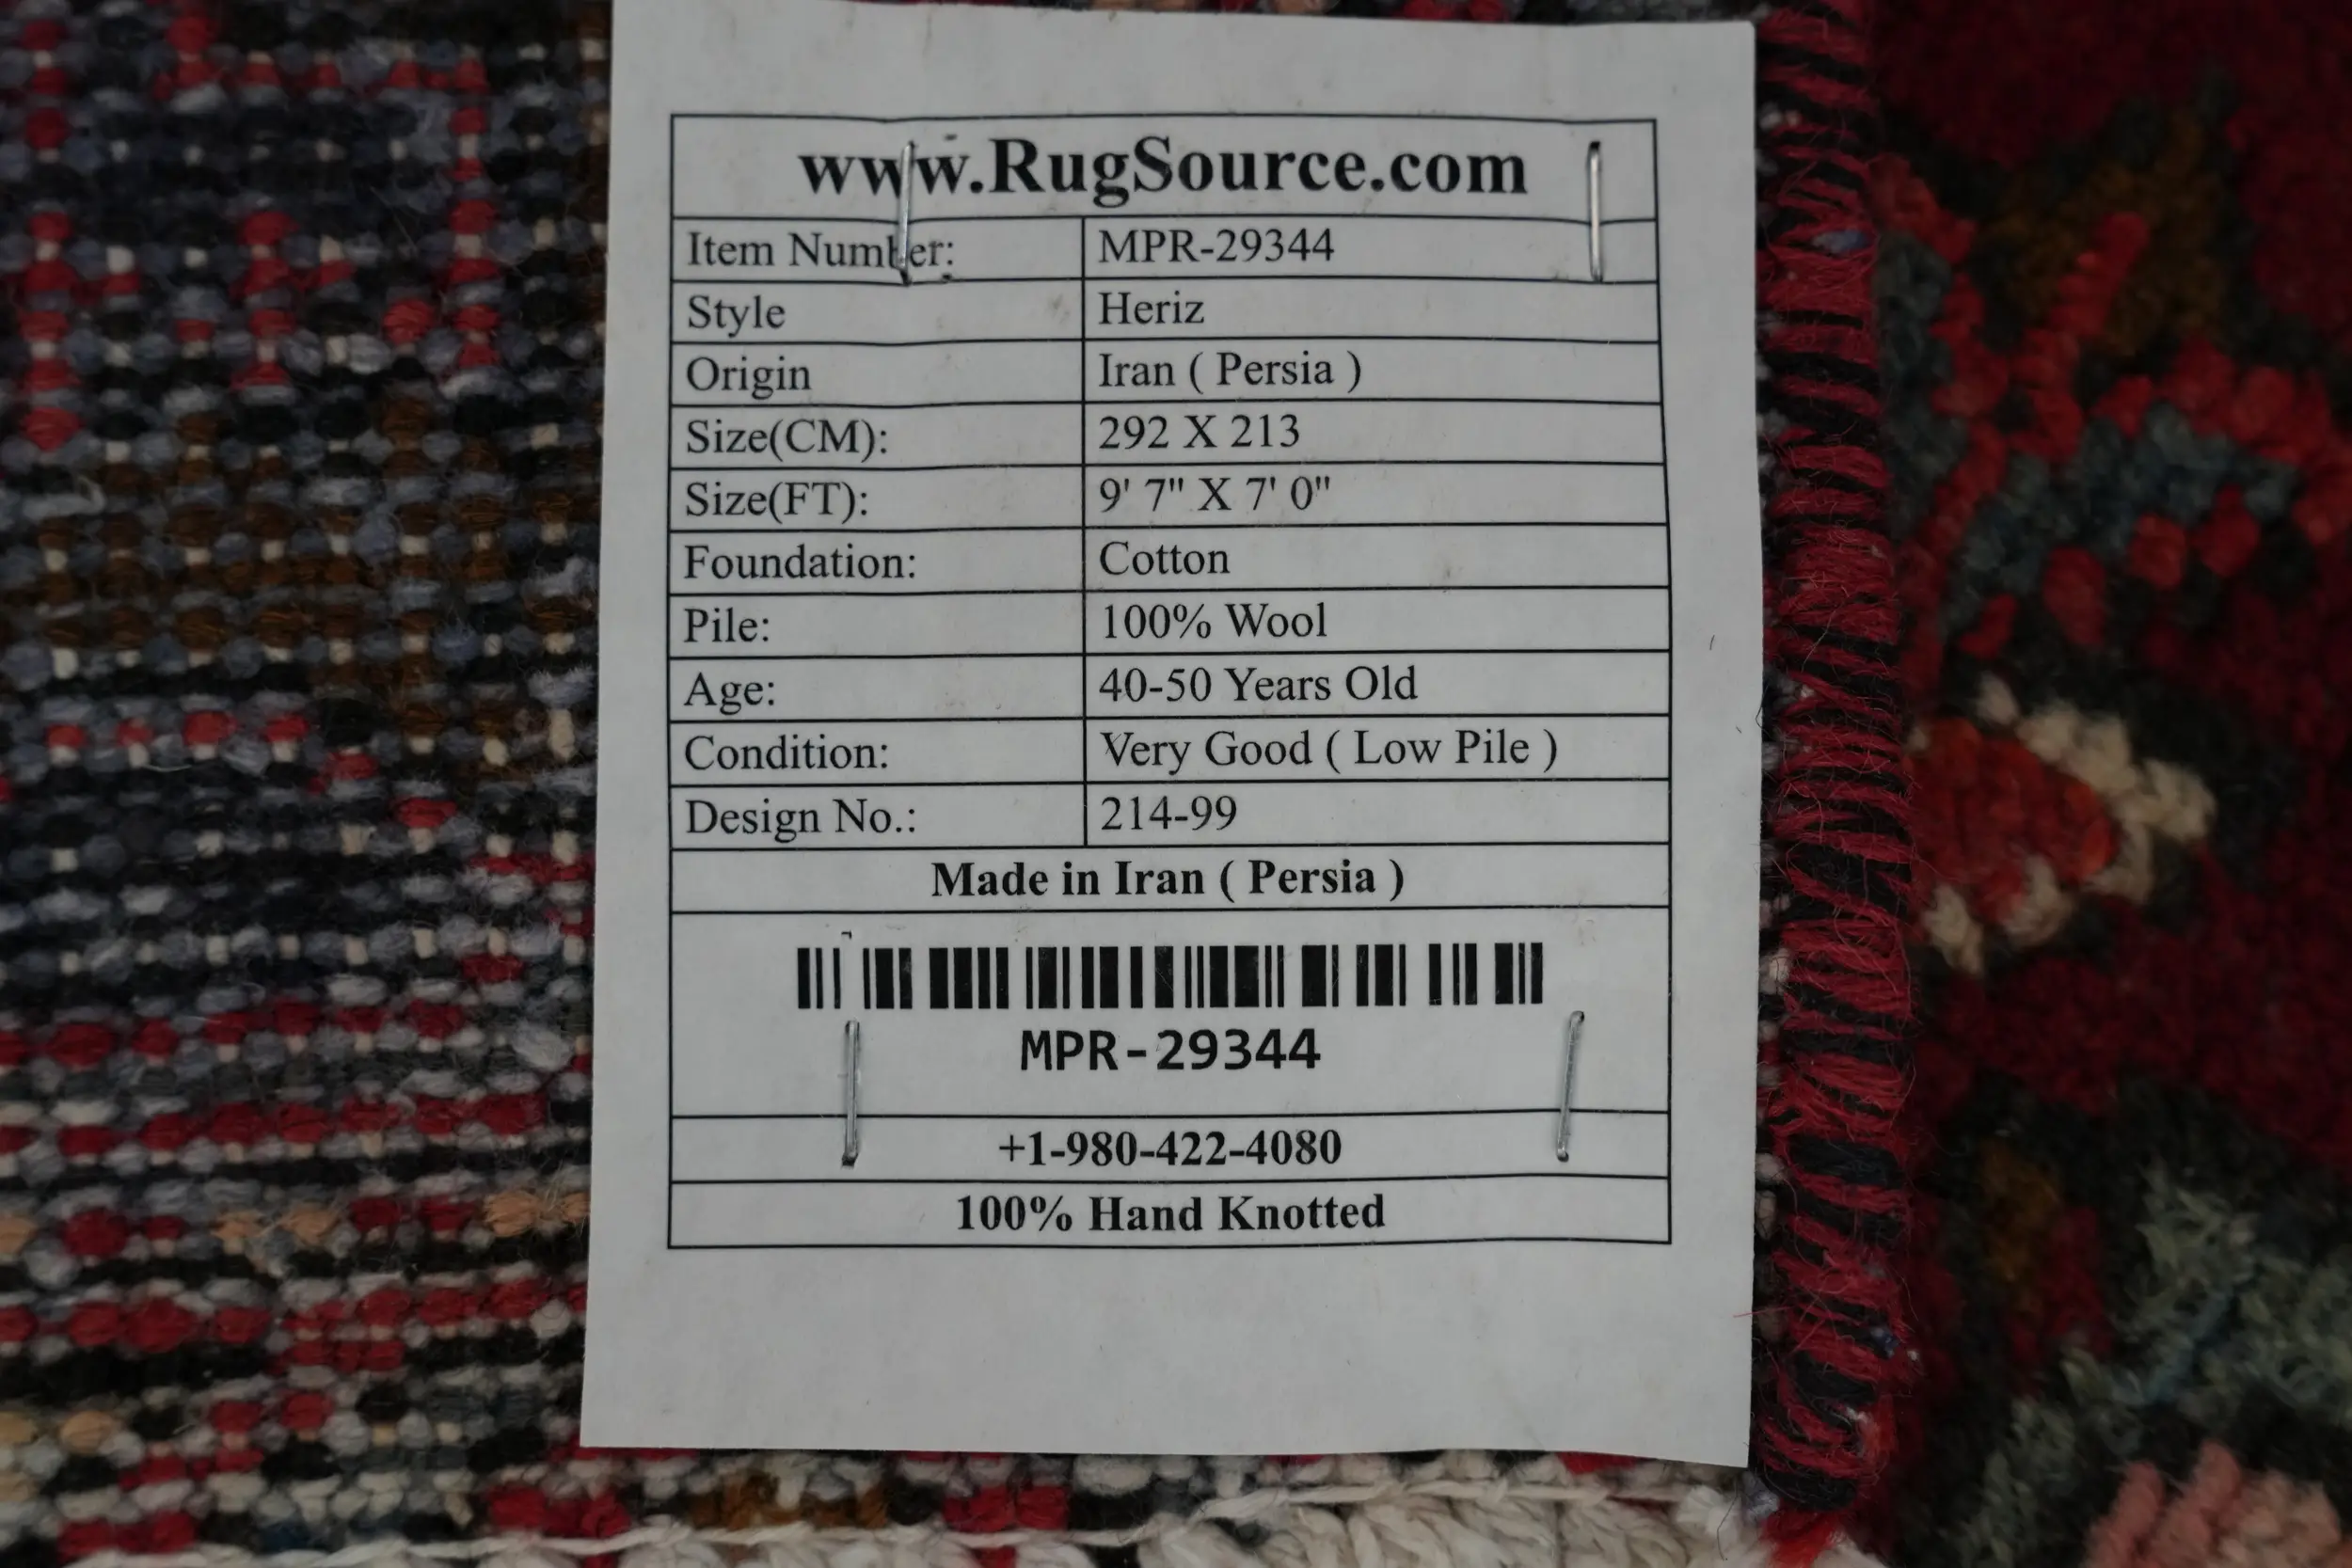 www.RugSource.com
Item Number: MPR-29344
Style Heriz
Origin Iran ( Persia )
Size(CM): 292 X 213
Size(FT): 9' 7" X 7' 0"
Foundation: Cotton
Pile: 100% Wool
Age: 40-50 Years Old
Condition: Very Good ( Low Pile )
Design No.: 214-99
Made in Iran ( Persia )
MPR-29344
+1-980-422-4080
100% Hand Knotted